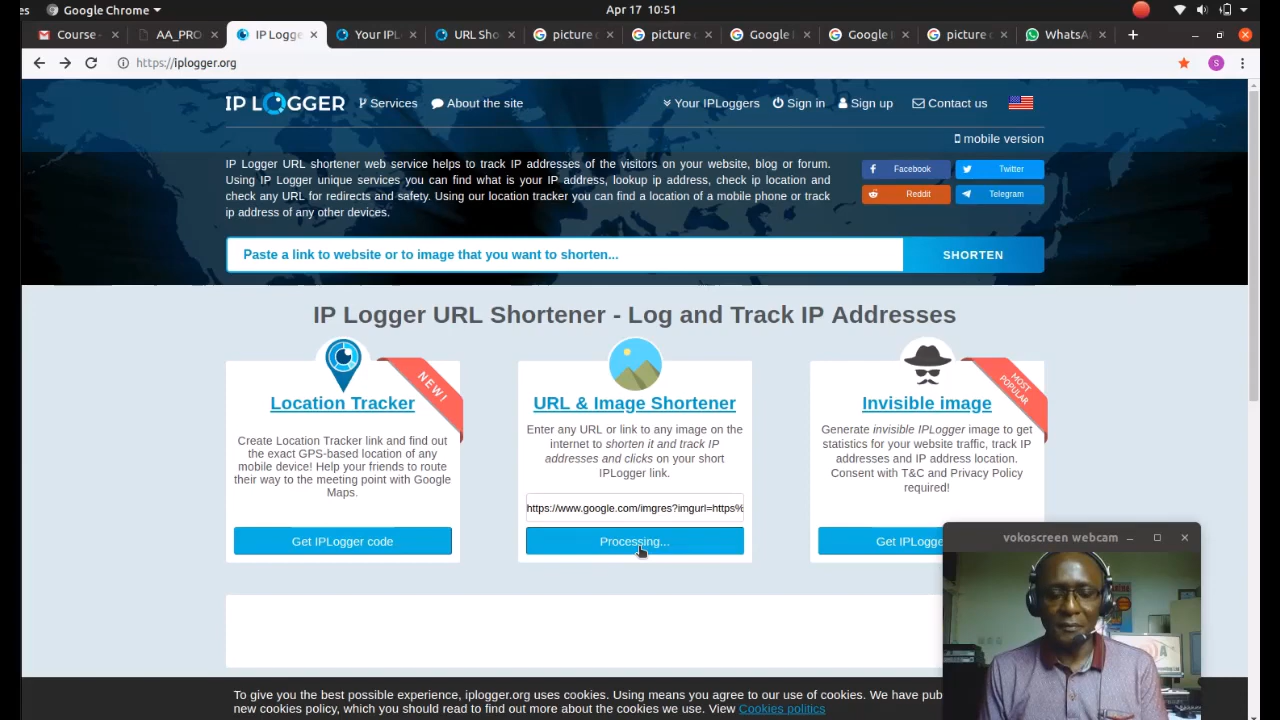 es
Google Chrome
Apr 17 10:51
Course
AA_PRO
IP Logge
Your IPL
URL Sho
picture
picture
Google
Google
picture
WhatsA
https://iplogger.org
S
IP LOGGER
Services
About the site
Your IPLoggers
Sign in
Sign up
Contact us
mobile version
IP Logger URL shortener web service helps to track IP addresses of the visitors on your website, blog or forum.
Using IP Logger unique services you can find what is your IP address, lookup ip address, check ip location and
check any URL for redirects and safety. Using our location tracker you can find a location of a mobile phone or track
ip address of any other devices.
Facebook
Twitter
Reddit
Telegram
Paste a link to website or to image that you want to shorten...
SHORTEN
IP Logger URL Shortener - Log and Track IP Addresses
NEW!
Location Tracker
Create Location Tracker link and find out
the exact GPS-based location of any
mobile device! Help your friends to route
their way to the meeting point with Google
Maps.
Get IPLogger code
URL & Image Shortener
Enter any URL or link to any image on the
internet to shorten it and track IP
addresses and clicks on your short
IPLogger link.
https://www.google.com/imgres?imgurl=https%
Processing...
MOST
POPULAR
Invisible image
Generate invisible IPLogger image to get
statistics for your website traffic, track IP
addresses and IP address location.
Consent with T&C and Privacy Policy
required!
Get IPLogge
vokoscreen webcam
To give you the best possible experience, iplogger.org uses cookies. Using means you agree to our use of cookies. We have pub
new cookies policy, which you should read to find out more about the cookies we use. View Cookies politics